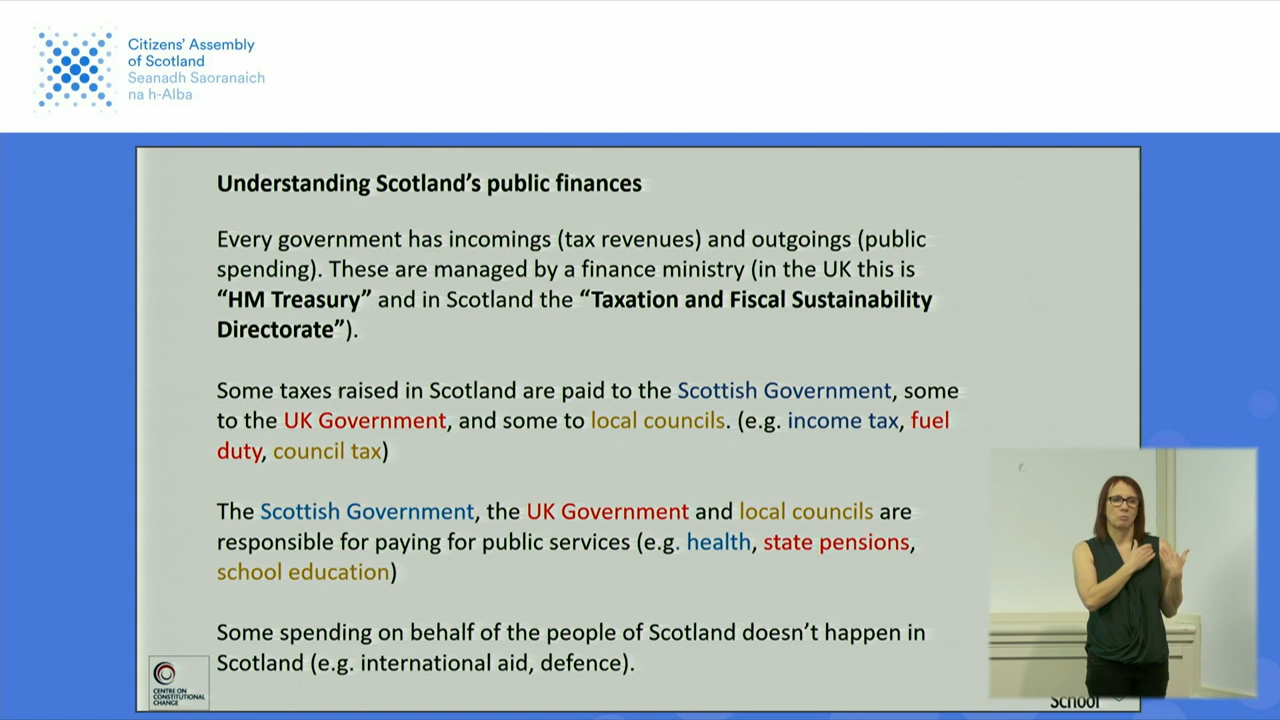 Citizens' Assembly
of Scotland
Seanadh Saoranaich
na h-Alba
Understanding Scotland's public finances
Every government has incomings (tax revenues) and outgoings (public
spending). These are managed by a finance ministry (in the UK this is
“HM Treasury” and in Scotland the “Taxation and Fiscal Sustainability
Directorate”).
Some taxes raised in Scotland are paid to the Scottish Government, some
to the UK Government, and some to local councils. (e.g. income tax, fuel
duty, council tax)
The Scottish Government, the UK Government and local councils are
responsible for paying for public services (e.g. health, state pensions,
school education)
Some spending on behalf of the people of Scotland doesn't happen in
Scotland (e.g. international aid, defence).
CENTRE ON
CONSTITUTIONAL
CHANGE
School